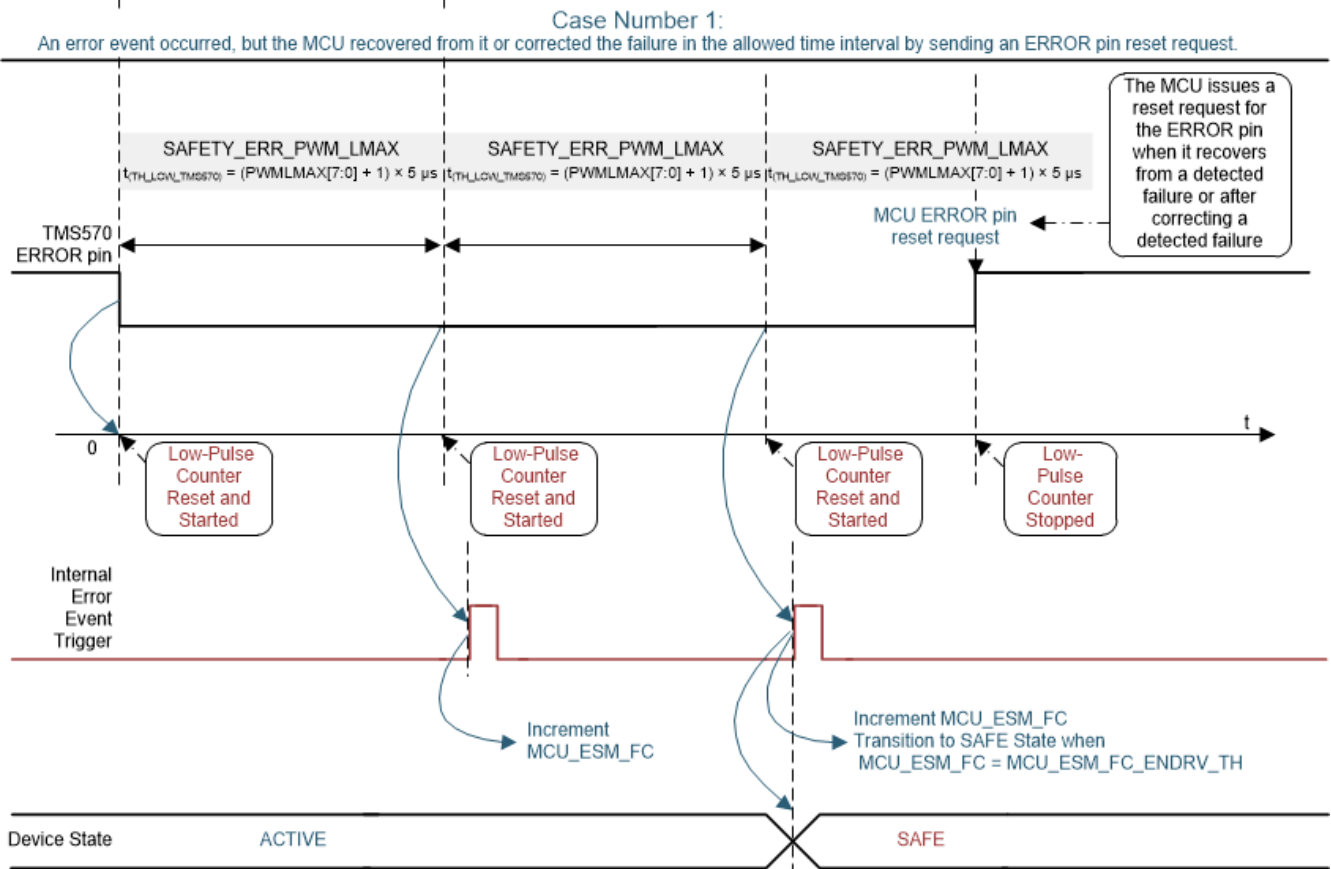 Case Number 1:
An error event occurred, but the MCU recovered from it or corrected the failure in the allowed time interval by sending an ERROR pin reset request.
The MCU issues a
reset request for
the ERROR pin
when it recovers
from a detected
failure or after
correcting a
detected failure
SAFETY_ERR_PWM_LMAX
t(TH_LOW_TMS570) = (PWMLMAX[7:0] + 1) × 5 µs
SAFETY_ERR_PWM_LMAX
t(TH_LOW_TMS570) = (PWMLMAX[7:0] + 1) × 5 µs
SAFETY_ERR_PWM_LMAX
t(TH_LOW_TMS570) = (PWMLMAX[7:0] + 1) × 5 µs
MCU ERROR pin
reset request
TMS570
ERROR pin
t
0
Low-Pulse
Counter
Reset and
Started
Low-Pulse
Counter
Reset and
Started
Low-Pulse
Counter
Reset and
Started
Low-
Pulse
Counter
Stopped
Internal
Error
Event
Trigger
Increment
MCU_ESM_FC
Increment MCU_ESM_FC
Transition to SAFE State when
MCU_ESM_FC = MCU_ESM_FC_ENDRV_TH
Device State
ACTIVE
SAFE